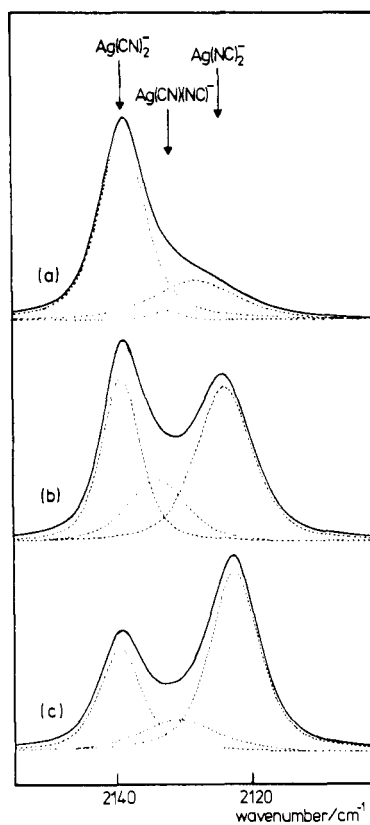 Ag(CN)₂⁻
Ag(NC)₂⁻
Ag(CN)(NC)⁻
(a)
(b)
(c)
2140 2120
wavenumber/cm⁻¹